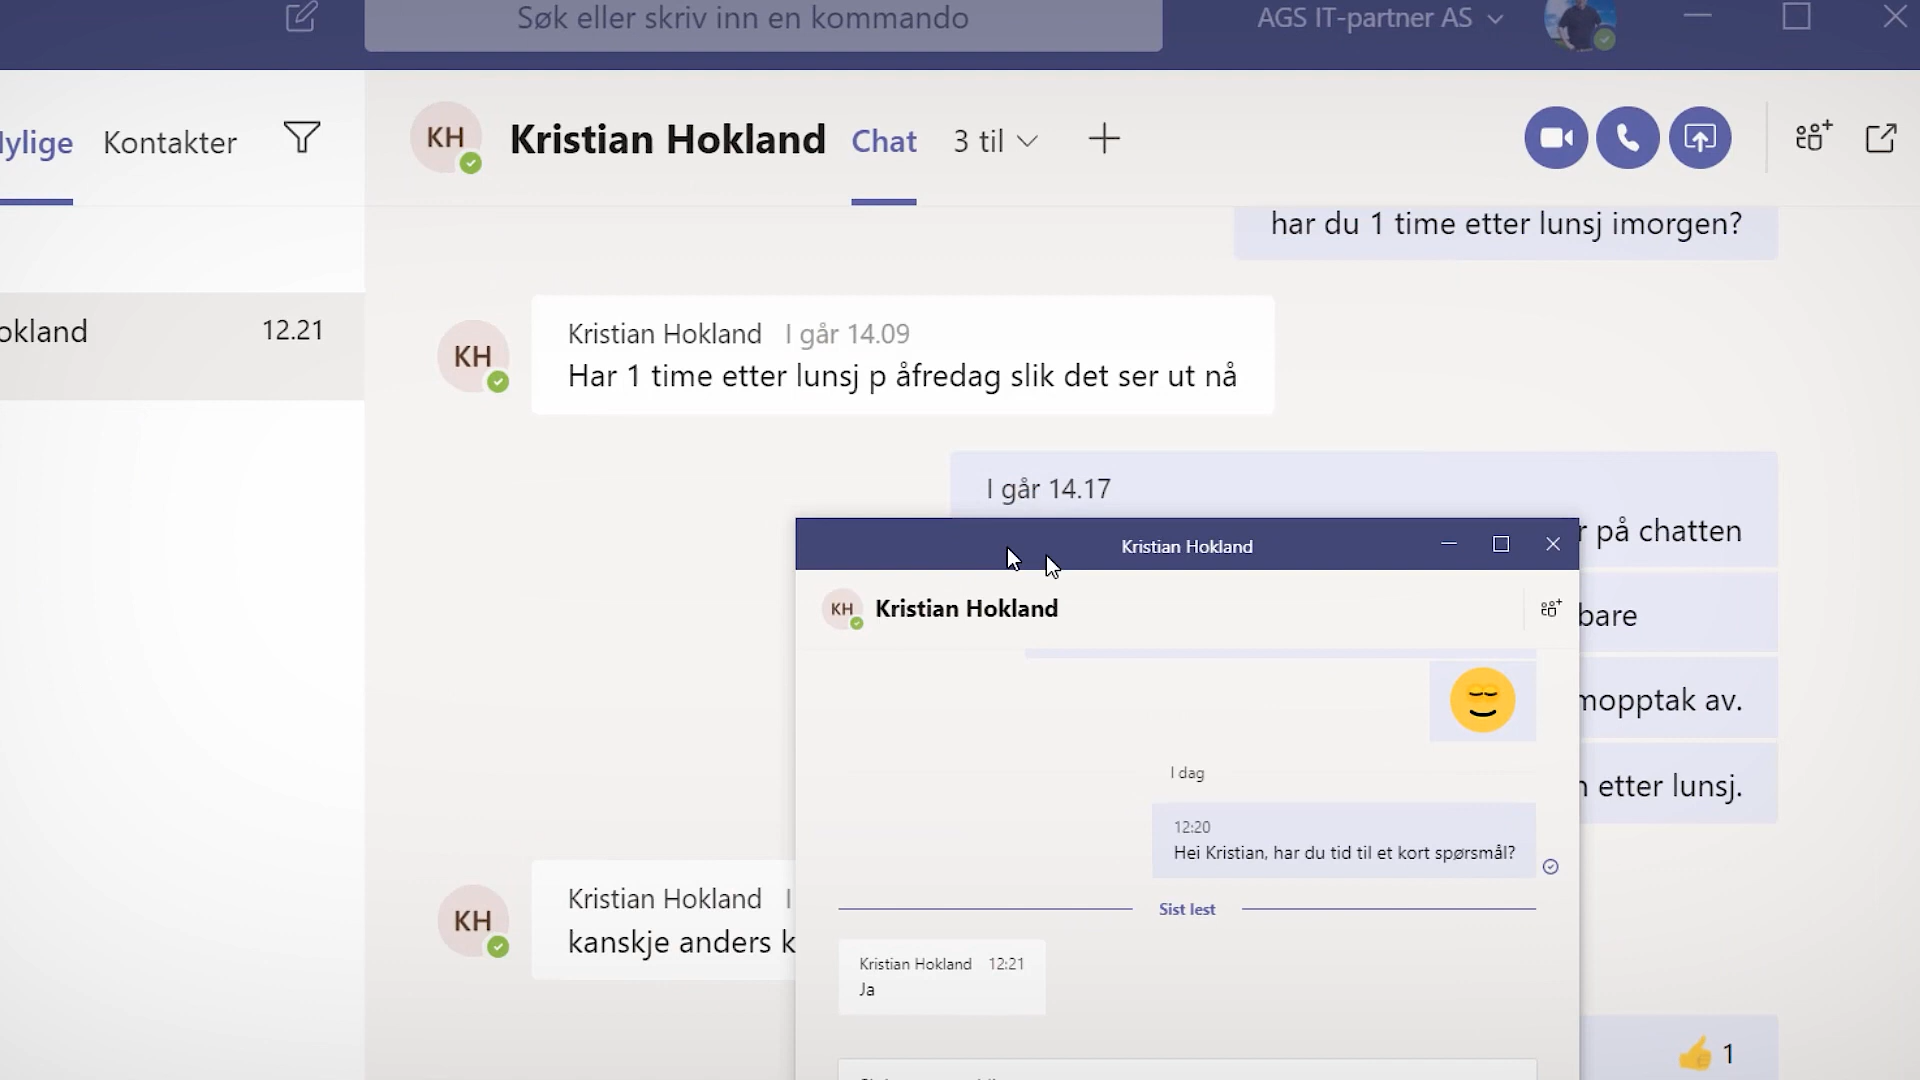 Søk eller skriv inn en kommando
AGS IT-partner AS
Kontakter
KH
Kristian Hokland
Chat
3 til
har du 1 time etter lunsj imorgen?
okland
12.21
KH
Kristian Hokland I går 14.09
Har 1 time etter lunsj p åfredag slik det ser ut nå
I går 14.17
på chatten
bare
mopptak av.
etter lunsj.
KH
Kristian Hokland
kanskje anders k
1
Kristian Hokland
KH
Kristian Hokland
I dag
12:20
Hei Kristian, har du tid til et kort spørsmål?
Sist lest
Kristian Hokland 12:21
Ja